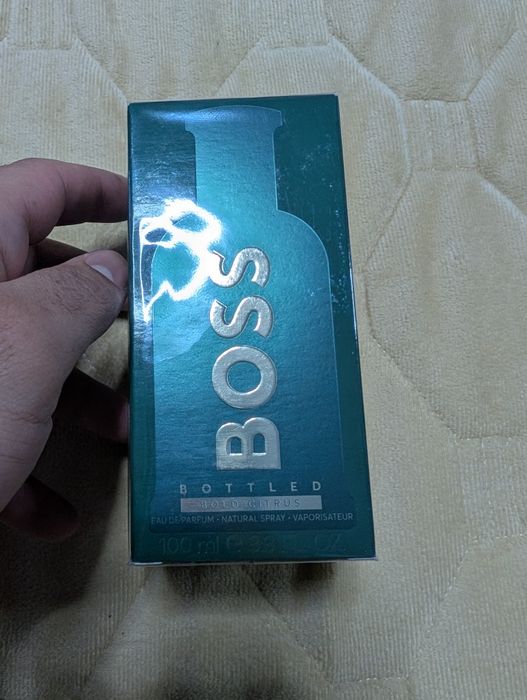 BOSS
BOTTLED
BOLD CITRUS
EAU DE PARFUM • NATURAL SPRAY • VAPORISATEUR
100 ml e